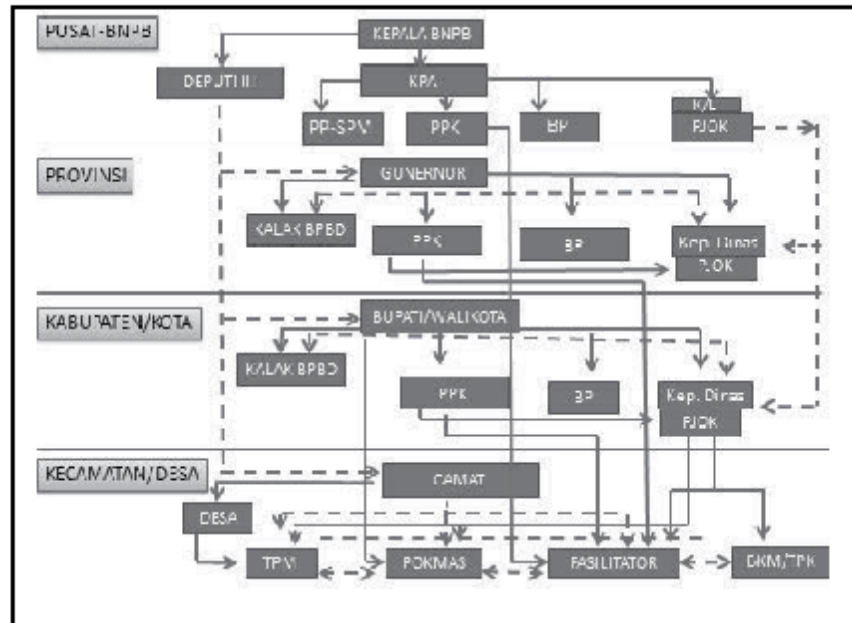 PUSAT-BNPB
KEPALA BNPB
DEPUTI III
KPA
K/L
PP-SPM
PPK
BP
PJOK
PROVINSI
GUBERNUR
KALAK BPBD
PPK
BP
Kep. Dinas
PJOK
KABUPATEN/KOTA
BUPATI/WALIKOTA
KALAK BPBD
PPK
BP
Kep. Dinas
PJOK
KECAMATAN/DESA
CAMAT
DESA
TPM
POKMAS
FASILITATOR
BKM/TPK